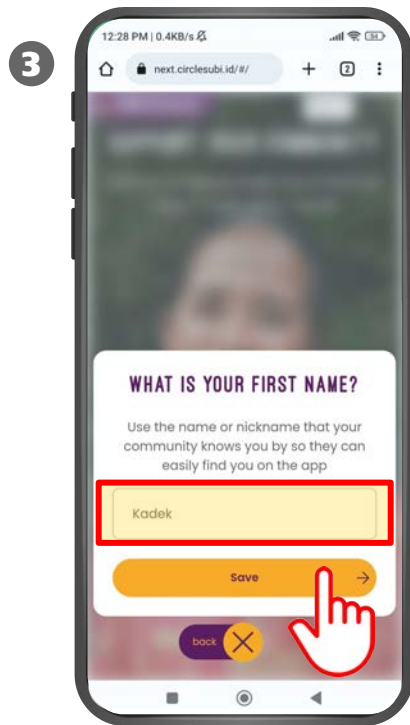 3
12:28 PM | 0.4KB/s
54
next.circlesubi.id/#/
2
WHAT IS YOUR FIRST NAME?
Use the name or nickname that your
community knows you by so they can
easily find you on the app
Kadek
Save
back